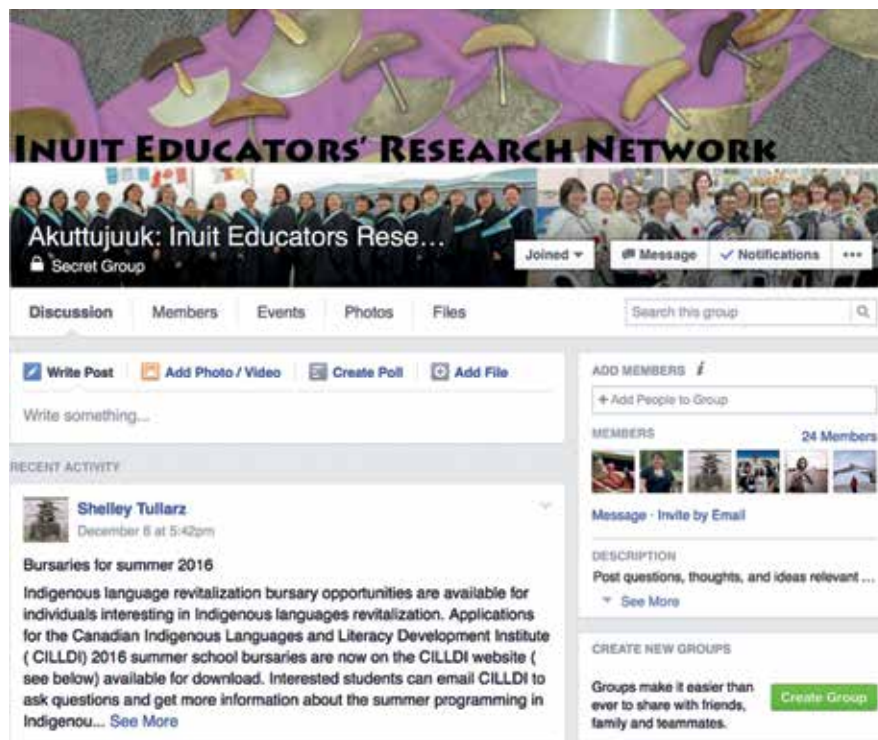 INUIT EDUCATORS' RESEARCH NETWORK
Akuttujuuk: Inuit Educators Rese...
Secret Group
Joined
Message
Notifications
Discussion
Members
Events
Photos
Files
Search this group
Write Post
Add Photo / Video
Create Poll
Add File
Write something...
RECENT ACTIVITY
Shelley Tullarz
December 6 at 5:42pm
Bursaries for summer 2016
Indigenous language revitalization bursary opportunities are available for
individuals interesting in Indigenous languages revitalization. Applications
for the Canadian Indigenous Languages and Literacy Development Institute
( CILLDI) 2016 summer school bursaries are now on the CILLDI website (
see below) available for download. Interested students can email CILLDI to
ask questions and get more information about the summer programming in
Indigenou... See More
ADD MEMBERS i
+ Add People to Group
MEMBERS
24 Members
Message · Invite by Email
DESCRIPTION
Post questions, thoughts, and ideas relevant ...
See More
CREATE NEW GROUPS
Groups make it easier than
ever to share with friends,
family and teammates.
Create Group